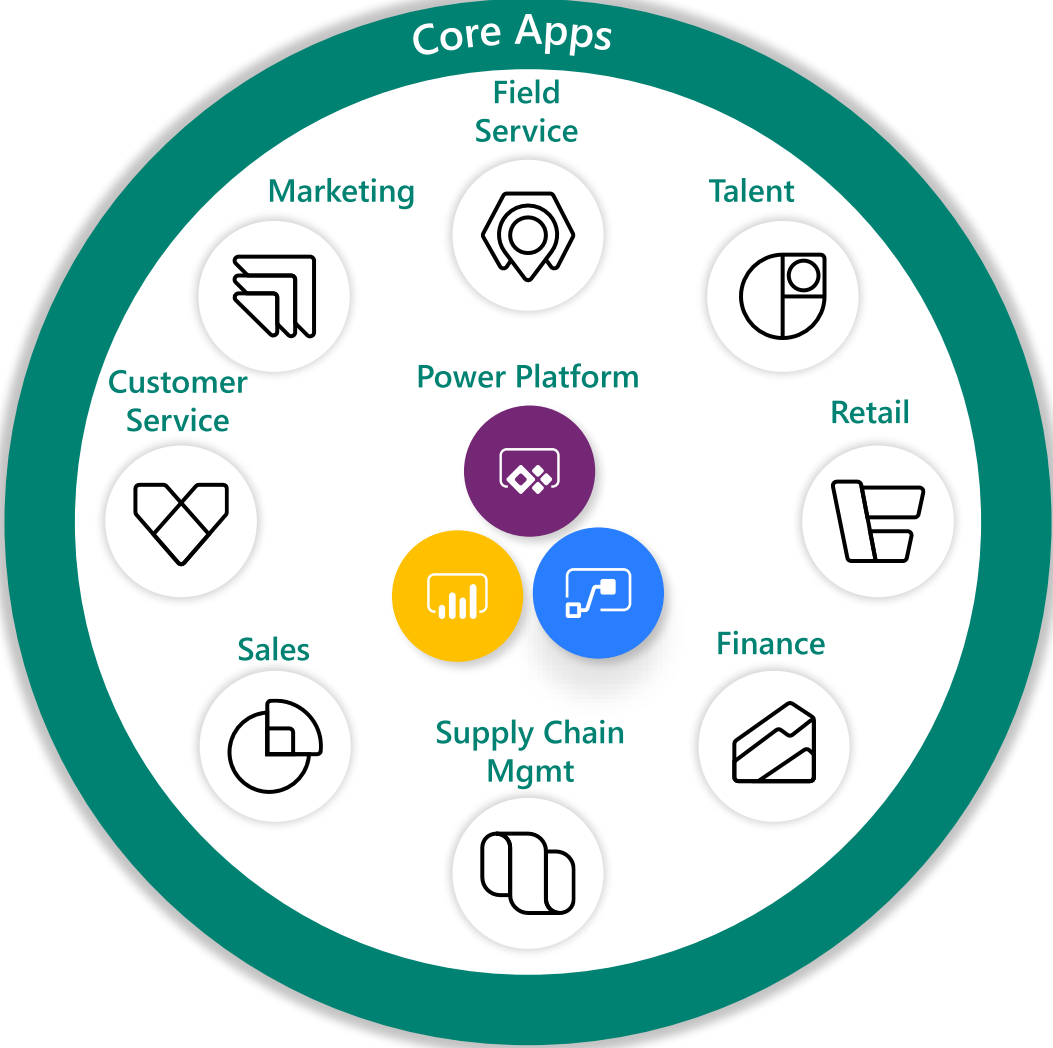 Core Apps
Field
Service
Marketing
Talent
Customer
Service
Power Platform
Retail
Sales
Finance
Supply Chain
Mgmt